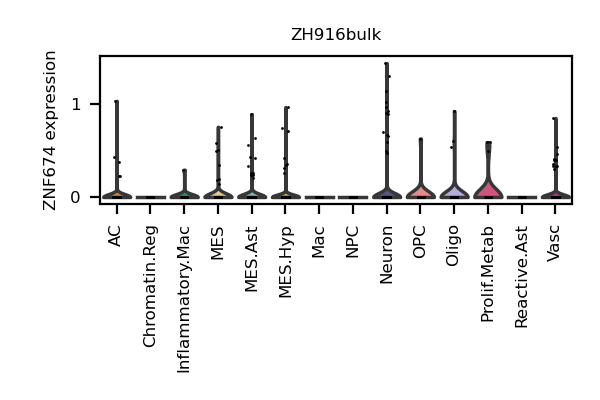 ZH916bulk
ZNF674 expression
1
0
AC
Chromatin.Reg
Inflammatory.Mac
MES
MES.Ast
MES.Hyp
Mac
NPC
Neuron
OPC
Oligo
Prolif.Metab
Reactive.Ast
Vasc